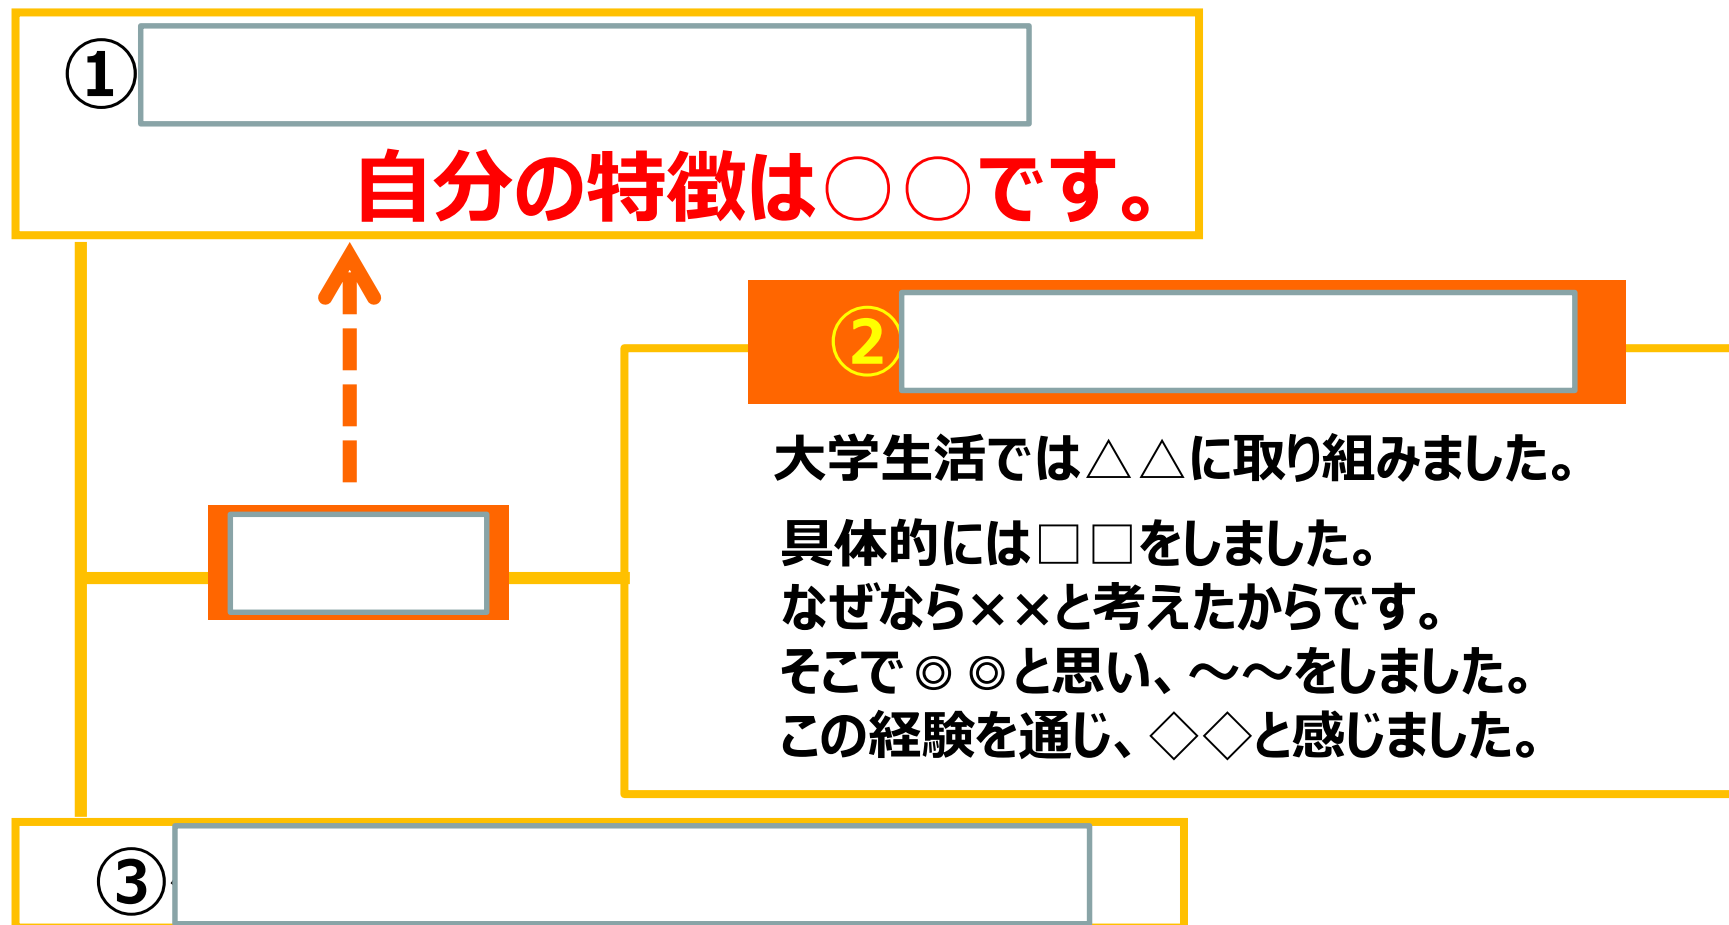 ①
自分の特徴は○○です。
②
大学生活では△△に取り組みました。
具体的には□□をしました。
なぜなら××と考えたからです。
そこで◎◎と思い、～～をしました。
この経験を通じ、◇◇と感じました。
③